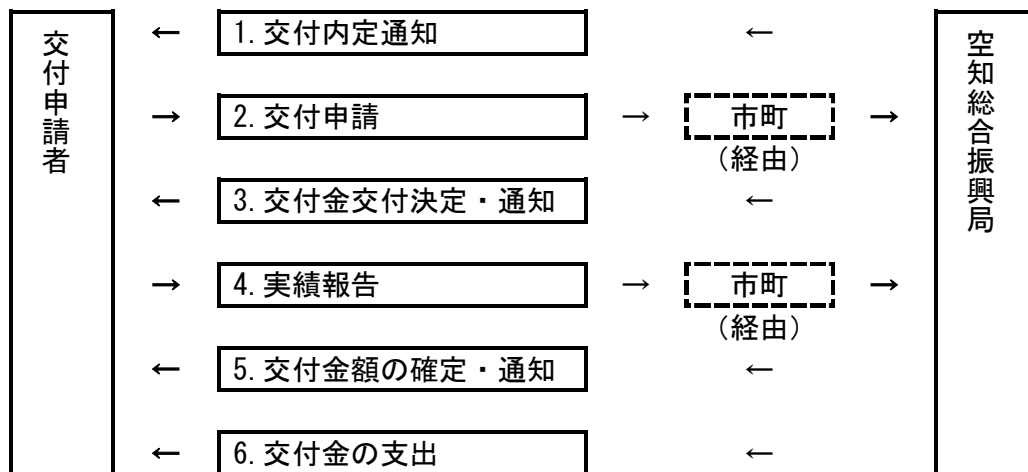 交付申請者
← 1.交付内定通知 ←
→ 2.交付申請 → 市町 →
（経由）
← 3.交付金交付決定・通知 ←
→ 4.実績報告 → 市町 →
（経由）
← 5.交付金額の確定・通知 ←
← 6.交付金の支出 ←
空知総合振興局